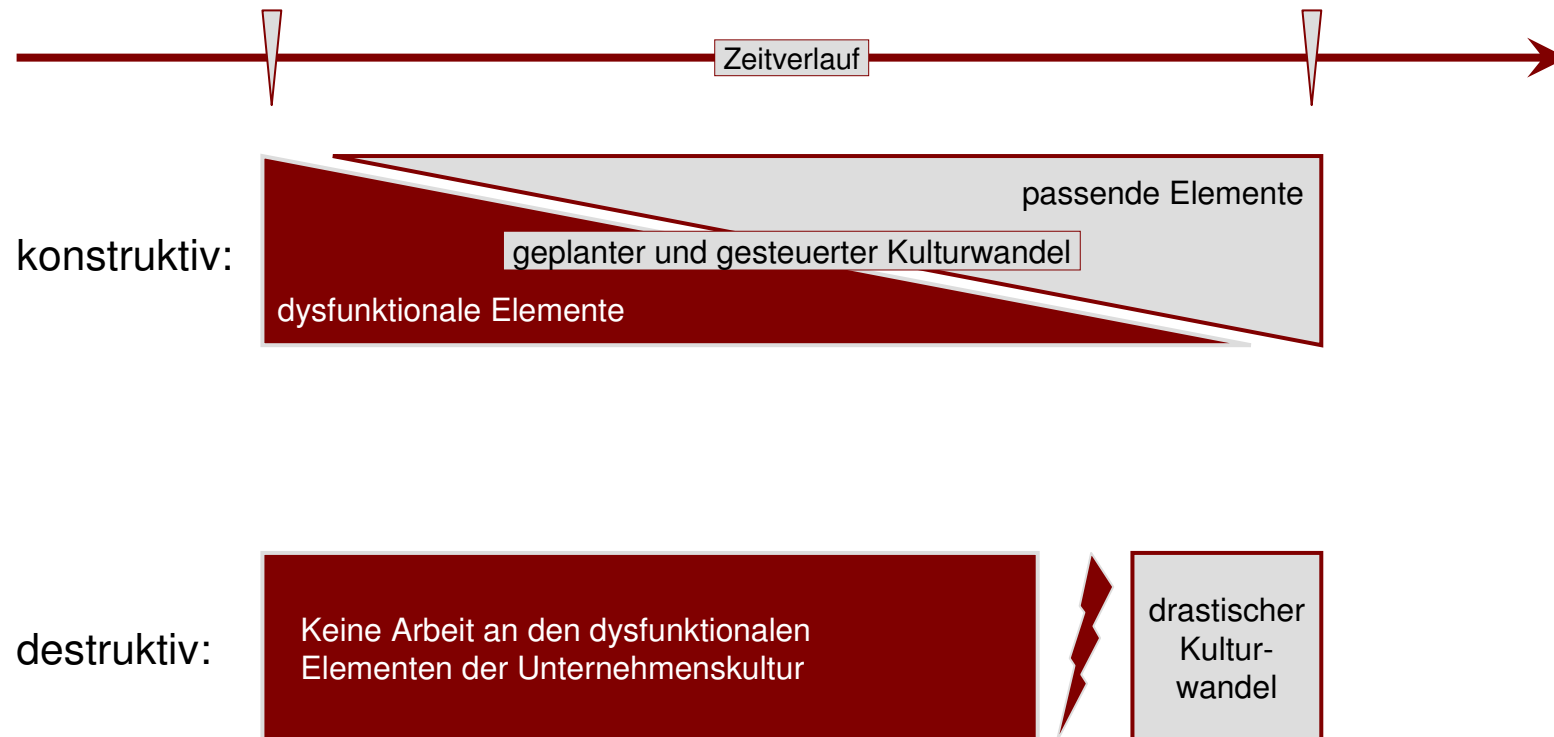 Zeitverlauf
passende Elemente
konstruktiv:
geplanter und gesteuerter Kulturwandel
dysfunktionale Elemente
destruktiv:
Keine Arbeit an den dysfunktionalen
Elementen der Unternehmenskultur
drastischer
Kultur-
wandel